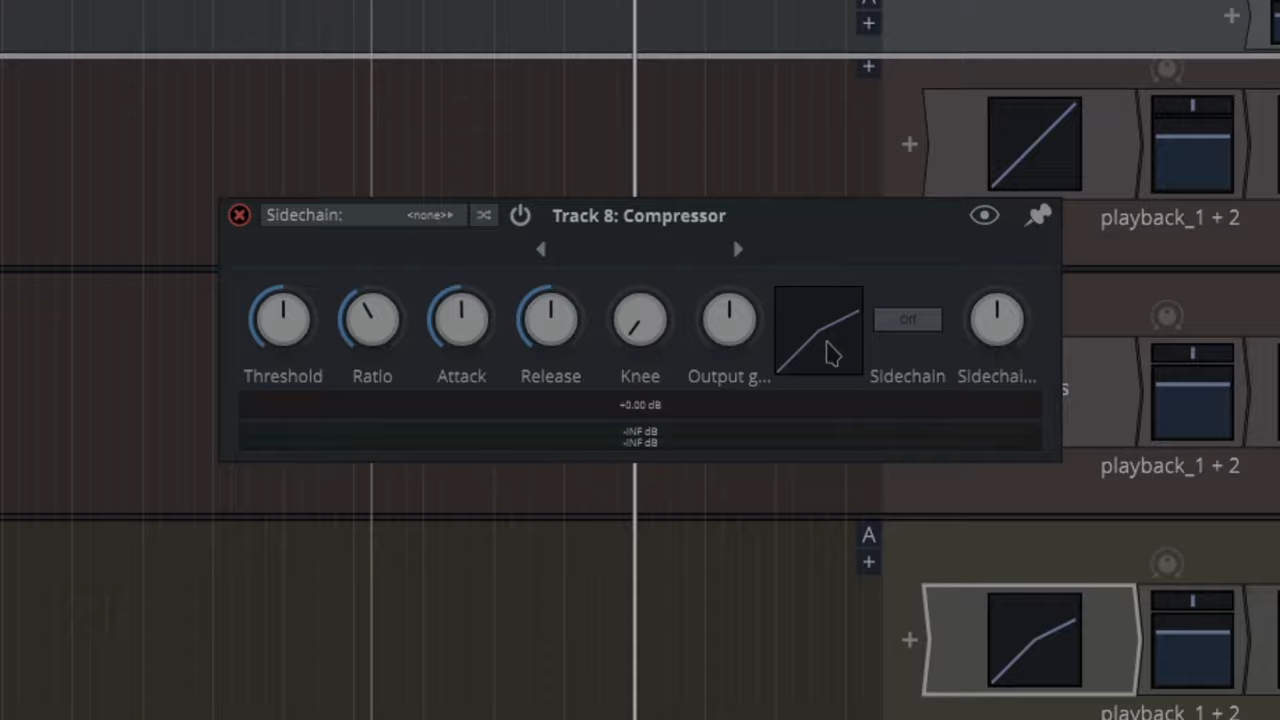 +
+
+
+
playback_1 + 2
Sidechain: <none>
Track 8: Compressor
Threshold
Ratio
Attack
Release
Knee
Output g...
Off
Sidechain
Sidechai...
+0.00 dB
-INF dB
-INF dB
s
playback_1 + 2
A
+
+
playback_1 + 2